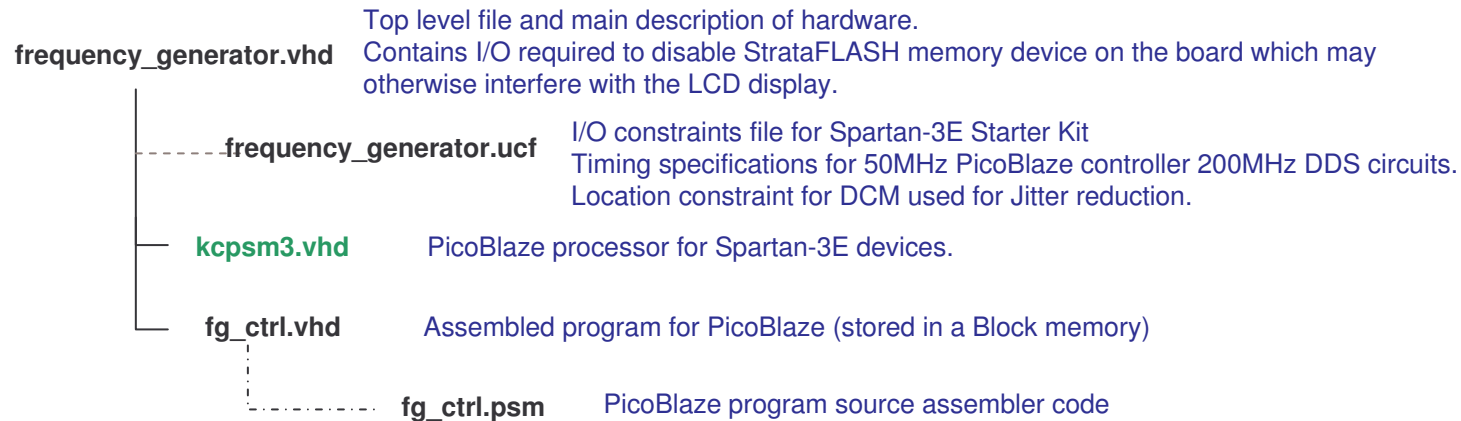 Top level file and main description of hardware.
frequency_generator.vhd
Contains I/O required to disable StrataFLASH memory device on the board which may
otherwise interfere with the LCD display.
frequency_generator.ucf
I/O constraints file for Spartan-3E Starter Kit
Timing specifications for 50MHz PicoBlaze controller 200MHz DDS circuits.
Location constraint for DCM used for Jitter reduction.
kcpsm3.vhd PicoBlaze processor for Spartan-3E devices.
fg_ctrl.vhd Assembled program for PicoBlaze (stored in a Block memory)
fg_ctrl.psm PicoBlaze program source assembler code